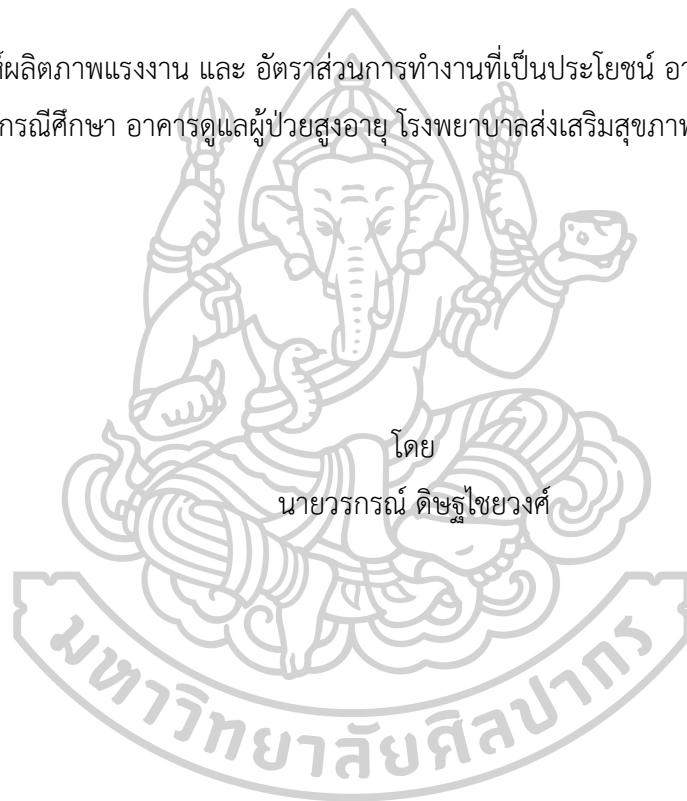 ห์ผลิตภาพแรงงาน และ อัตราส่วนการทำงานที่เป็นประโยชน์ อา
กรณีศึกษา อาคารดูแลผู้ป่วยสูงอายุ โรงพยาบาลส่งเสริมสุขภาพ
โดย
นายวรกรณ์ ดิษฐไชยวงศ์
มหาวิทยาลัยศิลปากร